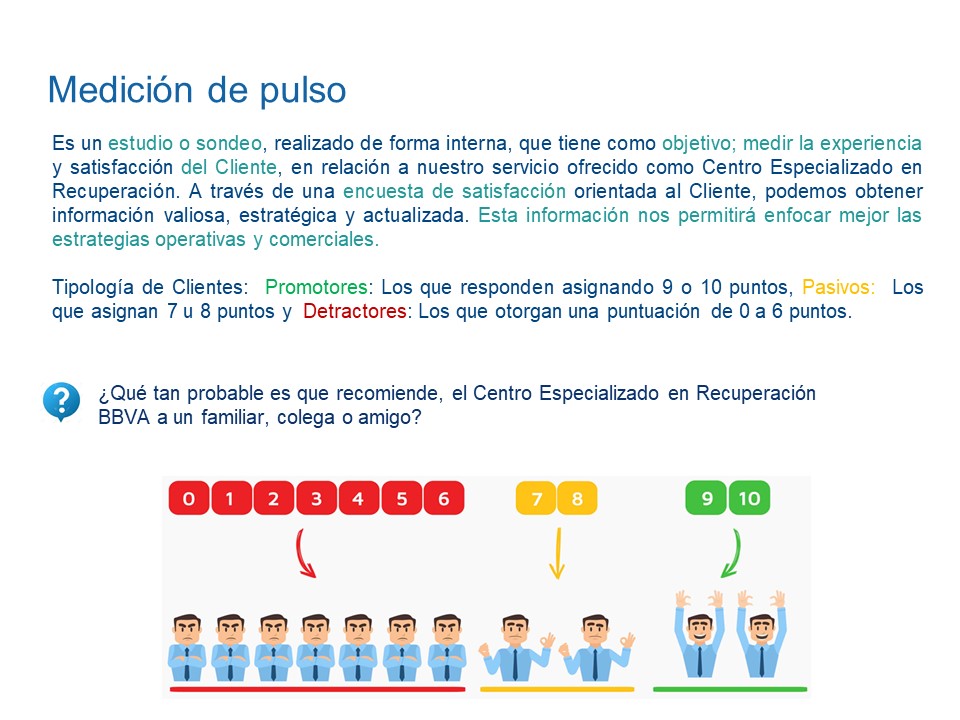 Medición de pulso
Es un estudio o sondeo, realizado de forma interna, que tiene como objetivo; medir la experiencia
y satisfacción del Cliente, en relación a nuestro servicio ofrecido como Centro Especializado en
Recuperación. A través de una encuesta de satisfacción orientada al Cliente, podemos obtener
información valiosa, estratégica y actualizada. Esta información nos permitirá enfocar mejor las
estrategias operativas y comerciales.
Tipología de Clientes: Promotores: Los que responden asignando 9 o 10 puntos, Pasivos: Los
que asignan 7 u 8 puntos y Detractores: Los que otorgan una puntuación de 0 a 6 puntos.
?
¿Qué tan probable es que recomiende, el Centro Especializado en Recuperación
BBVA a un familiar, colega o amigo?
0 1 2 3 4 5 6 7 8 9 10